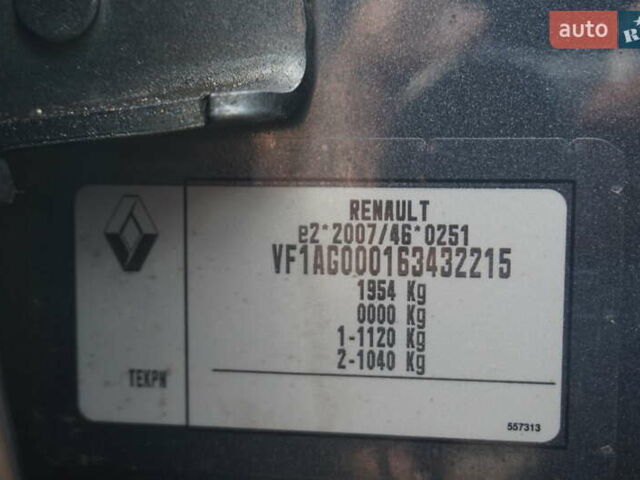 auto
R
RENAULT
e2*2007/46*0251
VF1AG000163432215
1954 Kg
0000 Kg
1-1120 Kg
2-1040 Kg
TEKPN
557313